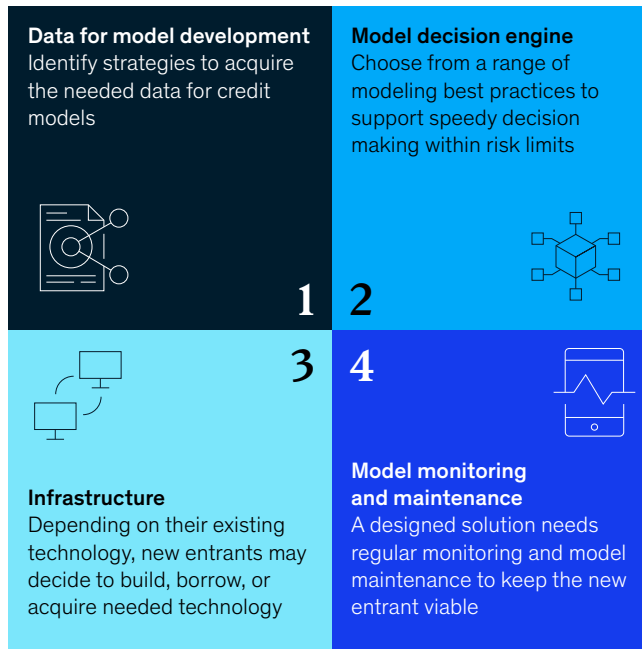 Data for model development
Identify strategies to acquire
the needed data for credit
models
1
Model decision engine
Choose from a range of
modeling best practices to
support speedy decision
making within risk limits
2
3
Infrastructure
Depending on their existing
technology, new entrants may
decide to build, borrow, or
acquire needed technology
4
Model monitoring
and maintenance
A designed solution needs
regular monitoring and model
maintenance to keep the new
entrant viable